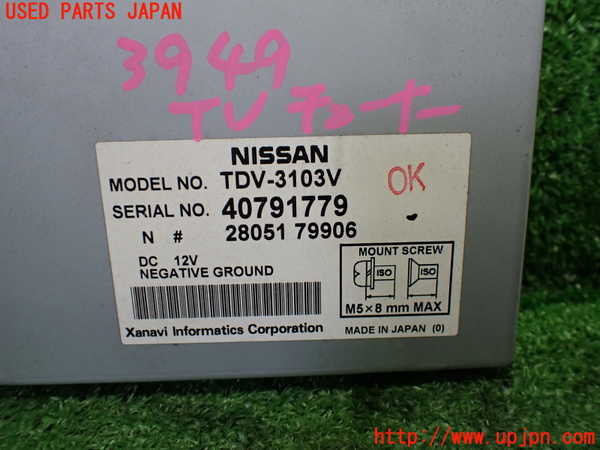 USED PARTS JAPAN
3949
TV チューナー
NISSAN
MODEL NO. TDV-3103V
SERIAL NO. 40791779
N # 28051 79906
DC 12V
NEGATIVE GROUND
OK
MOUNT SCREW
ISO ISO
M5×8 mm MAX
Xanavi Informatics Corporation
MADE IN JAPAN (0)
http://www.upjpn.com/